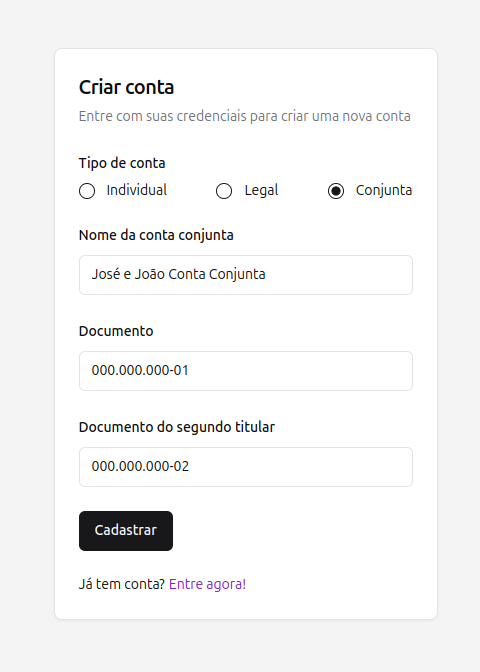 Criar conta
Entre com suas credenciais para criar uma nova conta
Tipo de conta
Individual Legal Conjunta
Nome da conta conjunta
José e João Conta Conjunta
Documento
000.000.000-01
Documento do segundo titular
000.000.000-02
Cadastrar
Já tem conta? Entre agora!